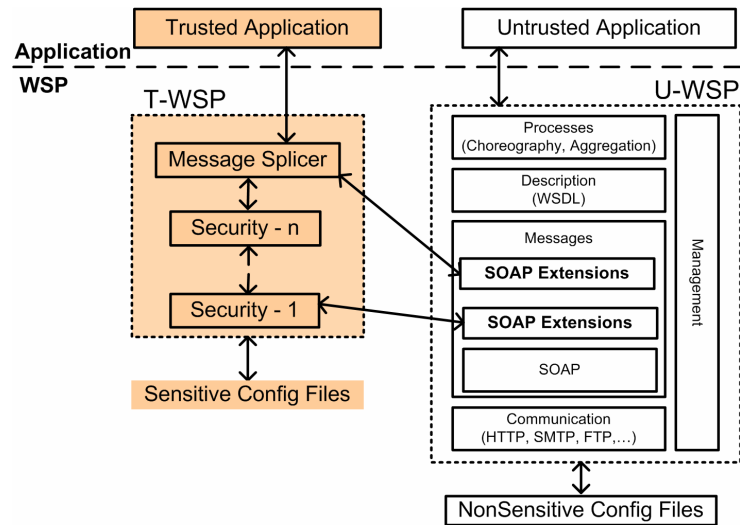 Trusted Application
Untrusted Application
Application
WSP
T-WSP
U-WSP
Message Splicer
Security - n
Security - 1
Sensitive Config Files
Processes
(Choreography, Aggregation)
Description
(WSDL)
Messages
SOAP Extensions
SOAP Extensions
SOAP
Communication
(HTTP, SMTP, FTP,...)
Management
NonSensitive Config Files